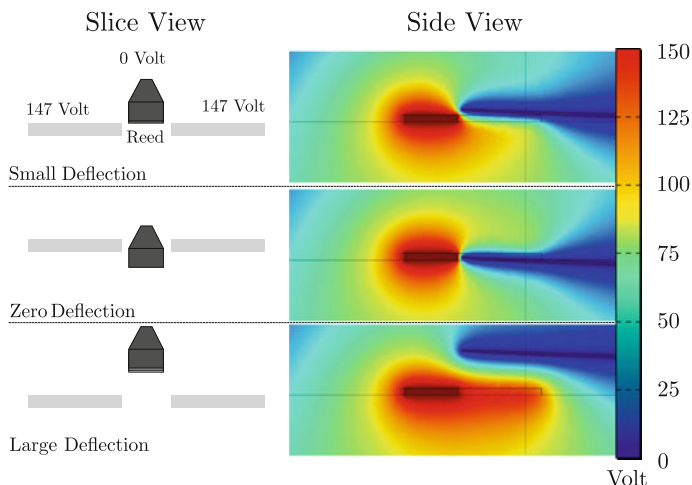 Slice View
Side View
0 Volt
147 Volt
147 Volt
Reed
Small Deflection
Zero Deflection
Large Deflection
150
125
100
75
50
25
0
Volt